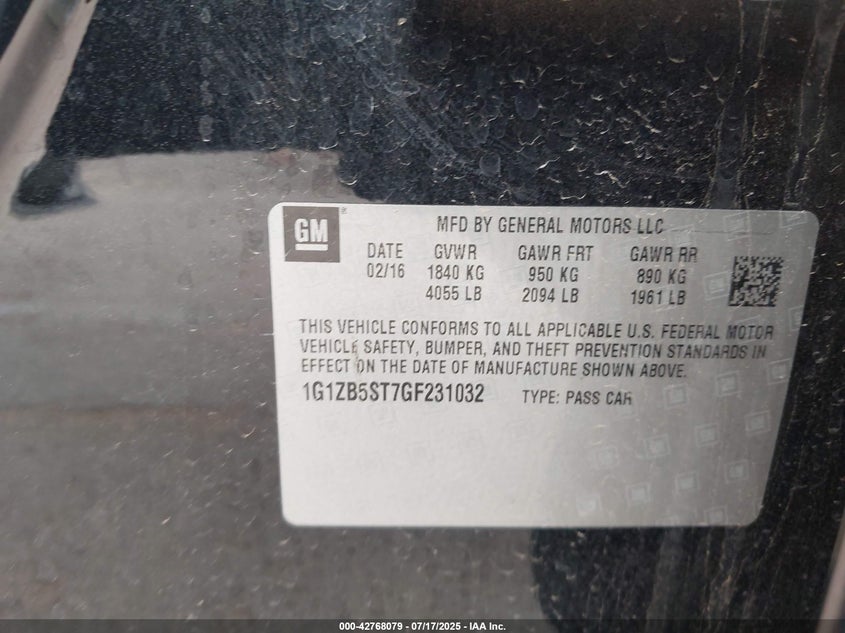 GM ®
MFD BY GENERAL MOTORS LLC
DATE GVWR GAWR FRT GAWR RR
02/16 1840 KG 950 KG 890 KG
4055 LB 2094 LB 1961 LB
THIS VEHICLE CONFORMS TO ALL APPLICABLE U.S. FEDERAL MOTOR
VEHICLE SAFETY, BUMPER, AND THEFT PREVENTION STANDARDS IN
EFFECT ON THE DATE OF MANUFACTURE SHOWN ABOVE.
1G1ZB5ST7GF231032 TYPE: PASS CAR
000-42768079 - 07/17/2025 - IAA Inc.